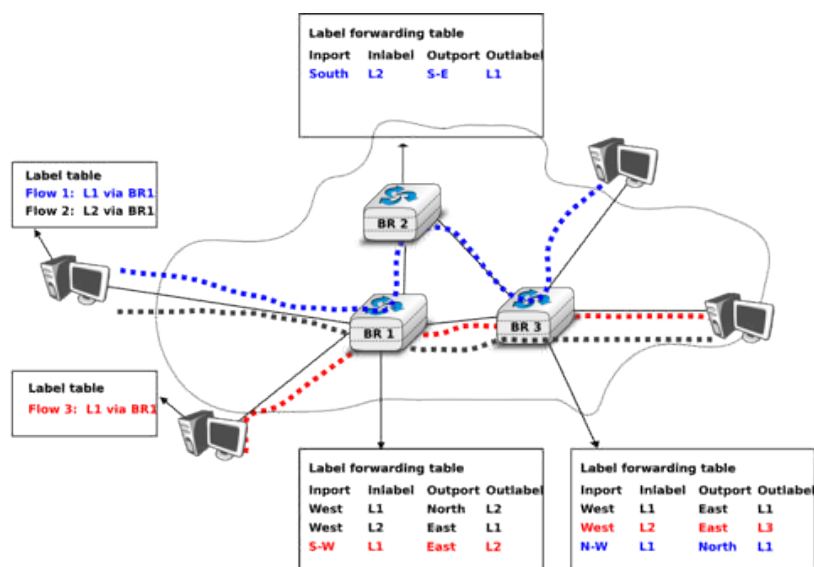 Label forwarding table
Inport Inlabel Outport Outlabel
South L2 S-E L1
Label table
Flow 1: L1 via BR1
Flow 2: L2 via BR1
BR 2
BR 1
BR 3
Label table
Flow 3: L1 via BR1
Label forwarding table
Inport Inlabel Outport Outlabel
West L1 North L2
West L2 East L1
S-W L1 East L2
Label forwarding table
Inport Inlabel Outport Outlabel
West L1 East L1
West L2 East L3
N-W L1 North L1